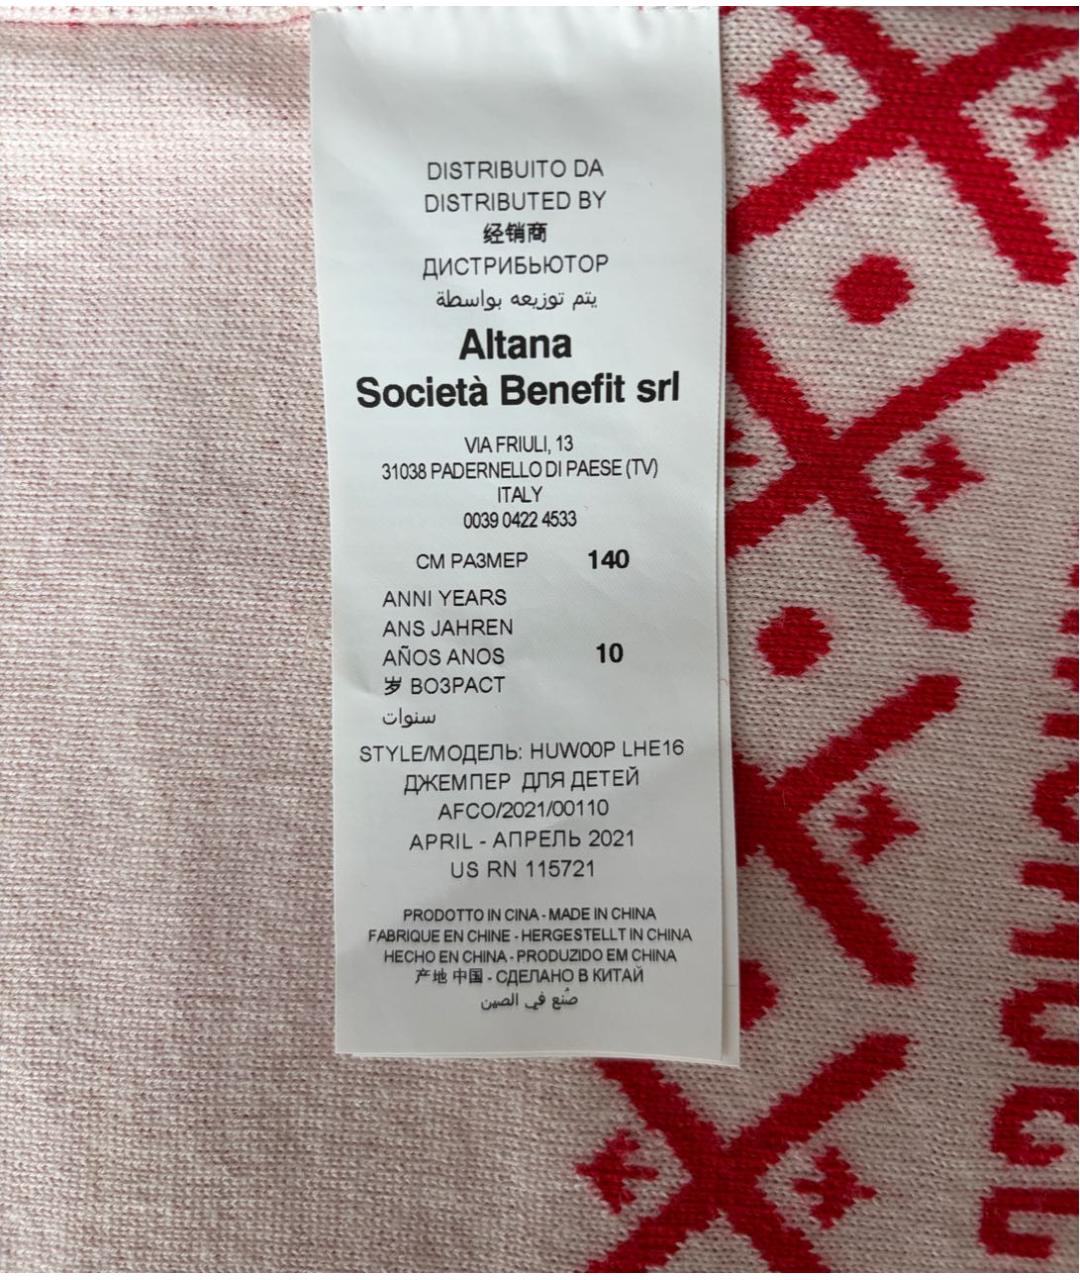 DISTRIBUITO DA
DISTRIBUTED BY
经销商
ДИСТРИБЬЮТОР
يتم توزيعه بواسطة
Altana
Società Benefit srl
VIA FRIULI, 13
31038 PADERNELLO DI PAESE (TV)
ITALY
0039 0422 4533
CM РАЗМЕР 140
ANNI YEARS
ANS JAHREN
AÑOS ANOS 10
岁 ВОЗРАСТ
سنوات
STYLE/МОДЕЛЬ: HUW00P LHE16
ДЖЕМПЕР ДЛЯ ДЕТЕЙ
AFCO/2021/00110
APRIL - АПРЕЛЬ 2021
US RN 115721
PRODOTTO IN CINA - MADE IN CHINA
FABRIQUE EN CHINE - HERGESTELLT IN CHINA
HECHO EN CHINA - PRODUZIDO EM CHINA
产地 中国 - СДЕЛАНО В КИТАЙ
صُنع في الصين